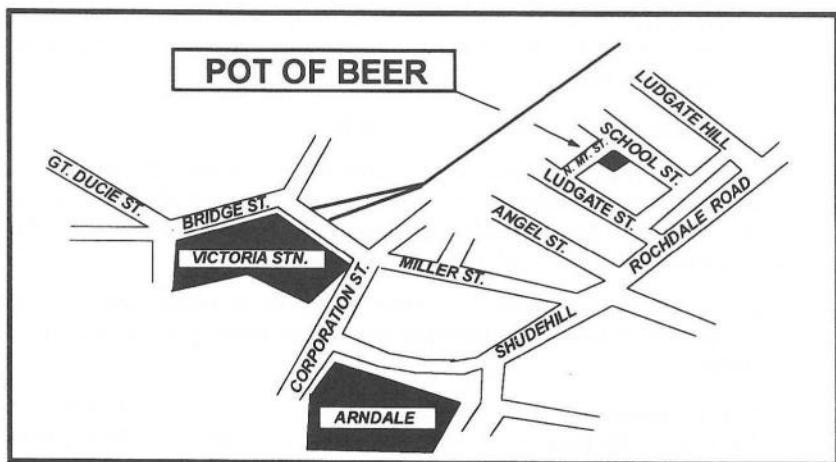 POT OF BEER
LUDGATE HILL
SCHOOL ST.
N. MT. ST.
LUDGATE ST.
GT. DUCIE ST.
BRIDGE ST.
ANGEL ST.
ROCHDALE ROAD
VICTORIA STN.
MILLER ST.
CORPORATION ST.
SHUDEHILL
ARNDALE